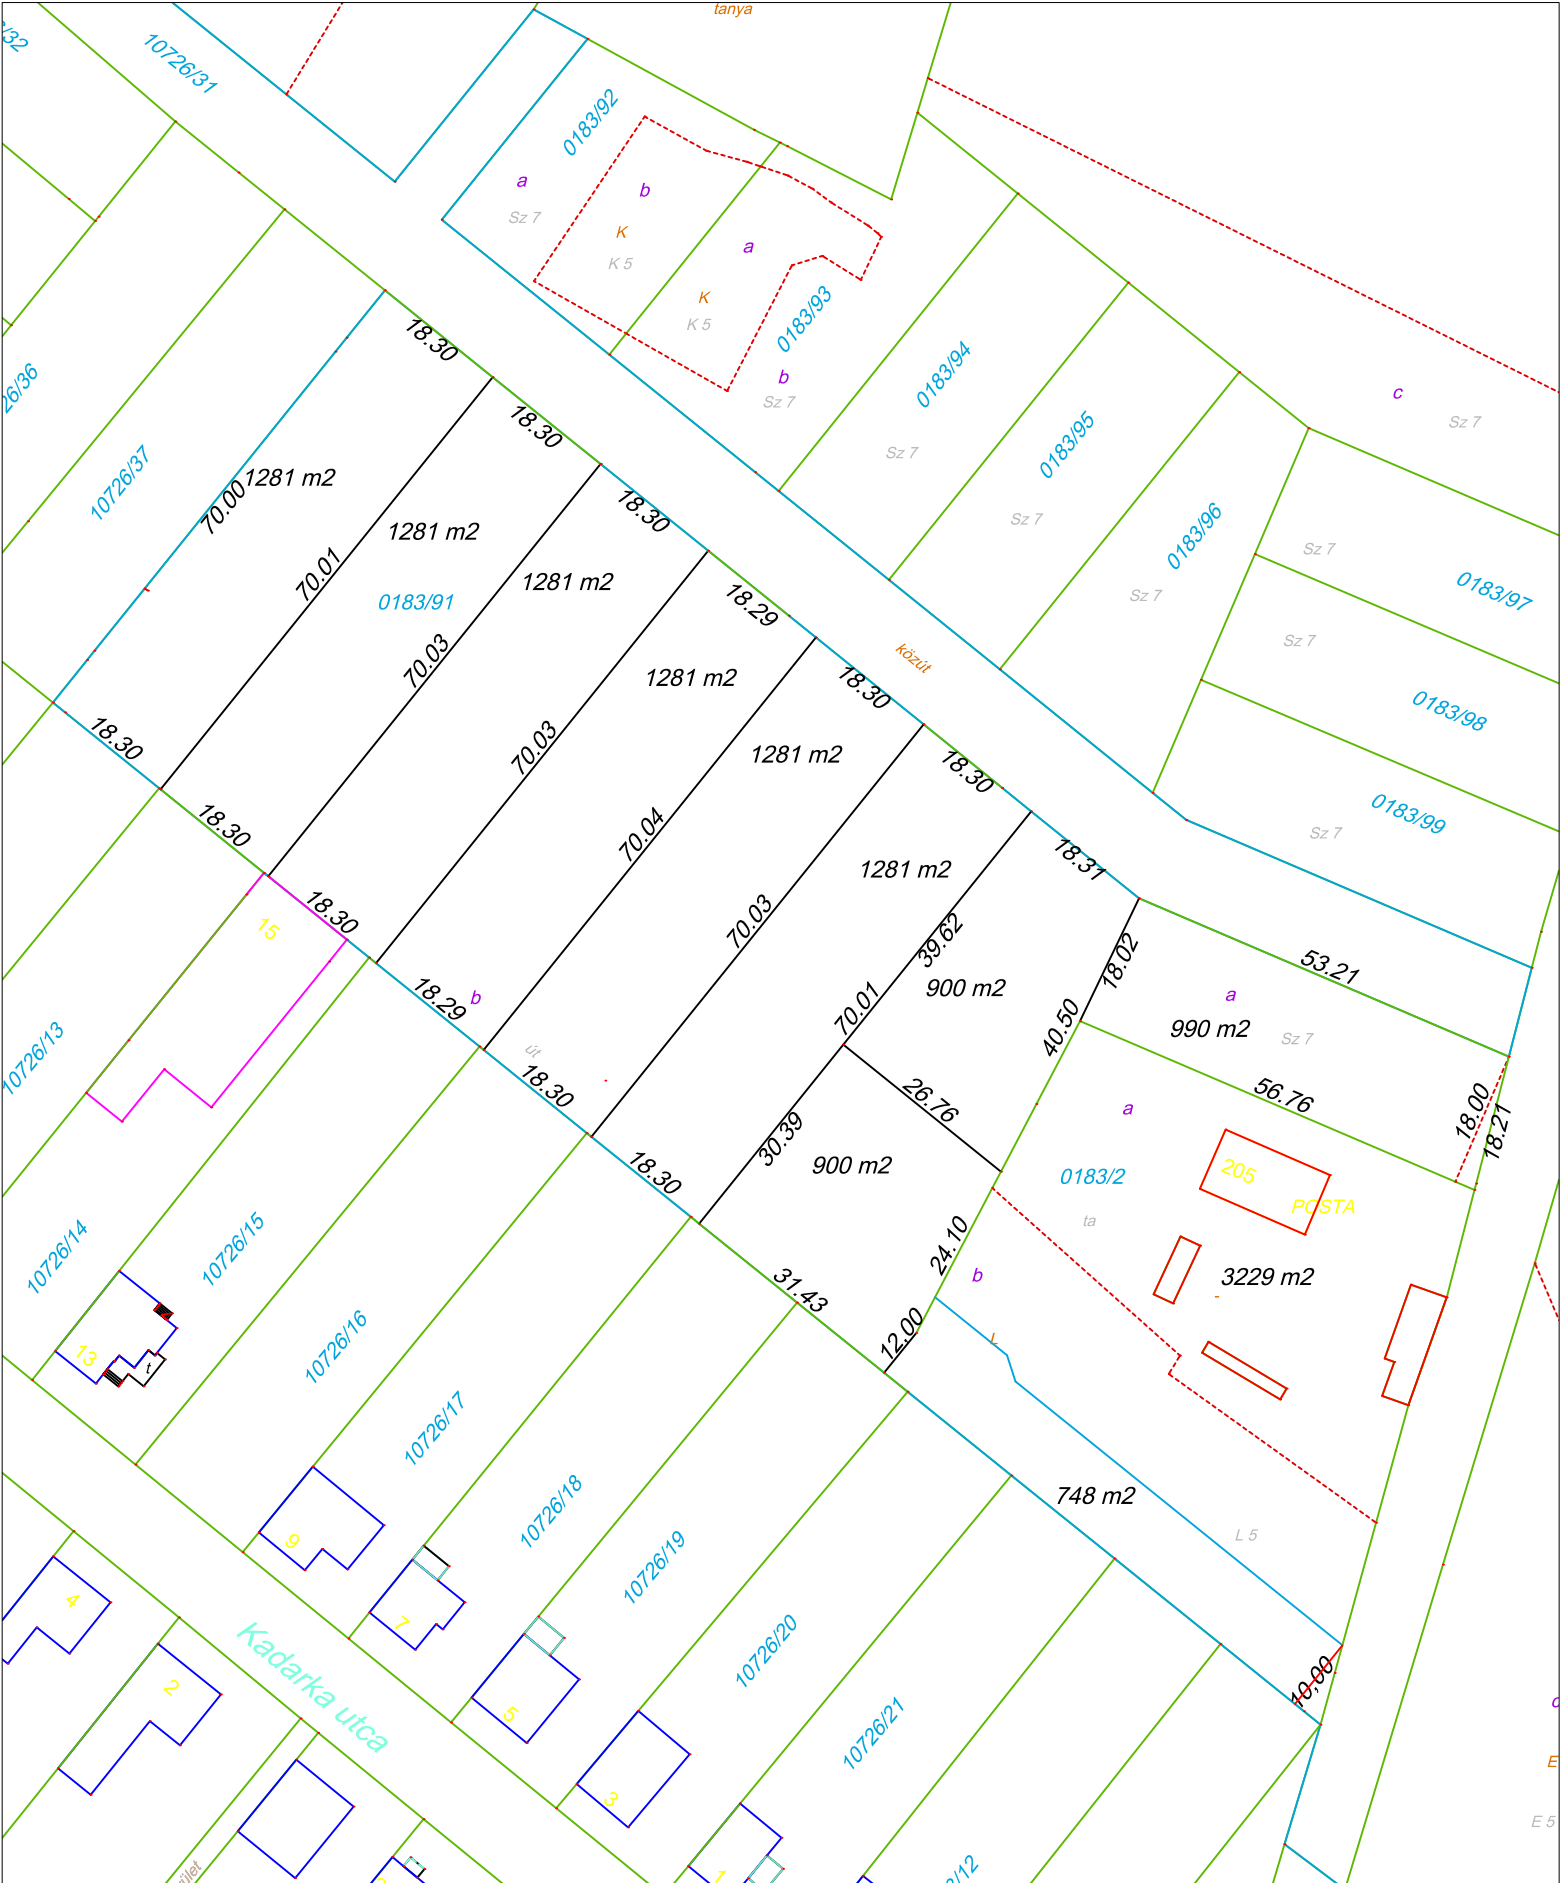 tanya
10726/31
0183/92
a
b
Sz 7
K
K 5
a
K
K 5
0183/93
b
Sz 7
0183/94
Sz 7
0183/95
Sz 7
0183/96
Sz 7
c
Sz 7
Sz 7
0183/97
Sz 7
0183/98
0183/99
Sz 7
10726/37
18.30
18.30
18.30
18.29
18.30
18.30
18.31
1281 m2
1281 m2
1281 m2
1281 m2
1281 m2
1281 m2
70.00
70.01
70.03
70.03
70.04
70.03
70.01
0183/91
közút
39.62
900 m2
18.02
40.50
53.21
a
990 m2
Sz 7
56.76
18.00
18.21
18.30
18.30
18.30
18.29
18.30
18.30
31.43
b
út
15
26.76
30.39
900 m2
24.10
12.00
a
0183/2
ta
b
205
POSTA
3229 m2
L
748 m2
L 5
10,00
10726/13
10726/14
10726/15
10726/16
10726/17
10726/18
10726/19
10726/20
10726/21
13
t
9
7
5
3
1
4
2
Kadarka utca
E
E 5